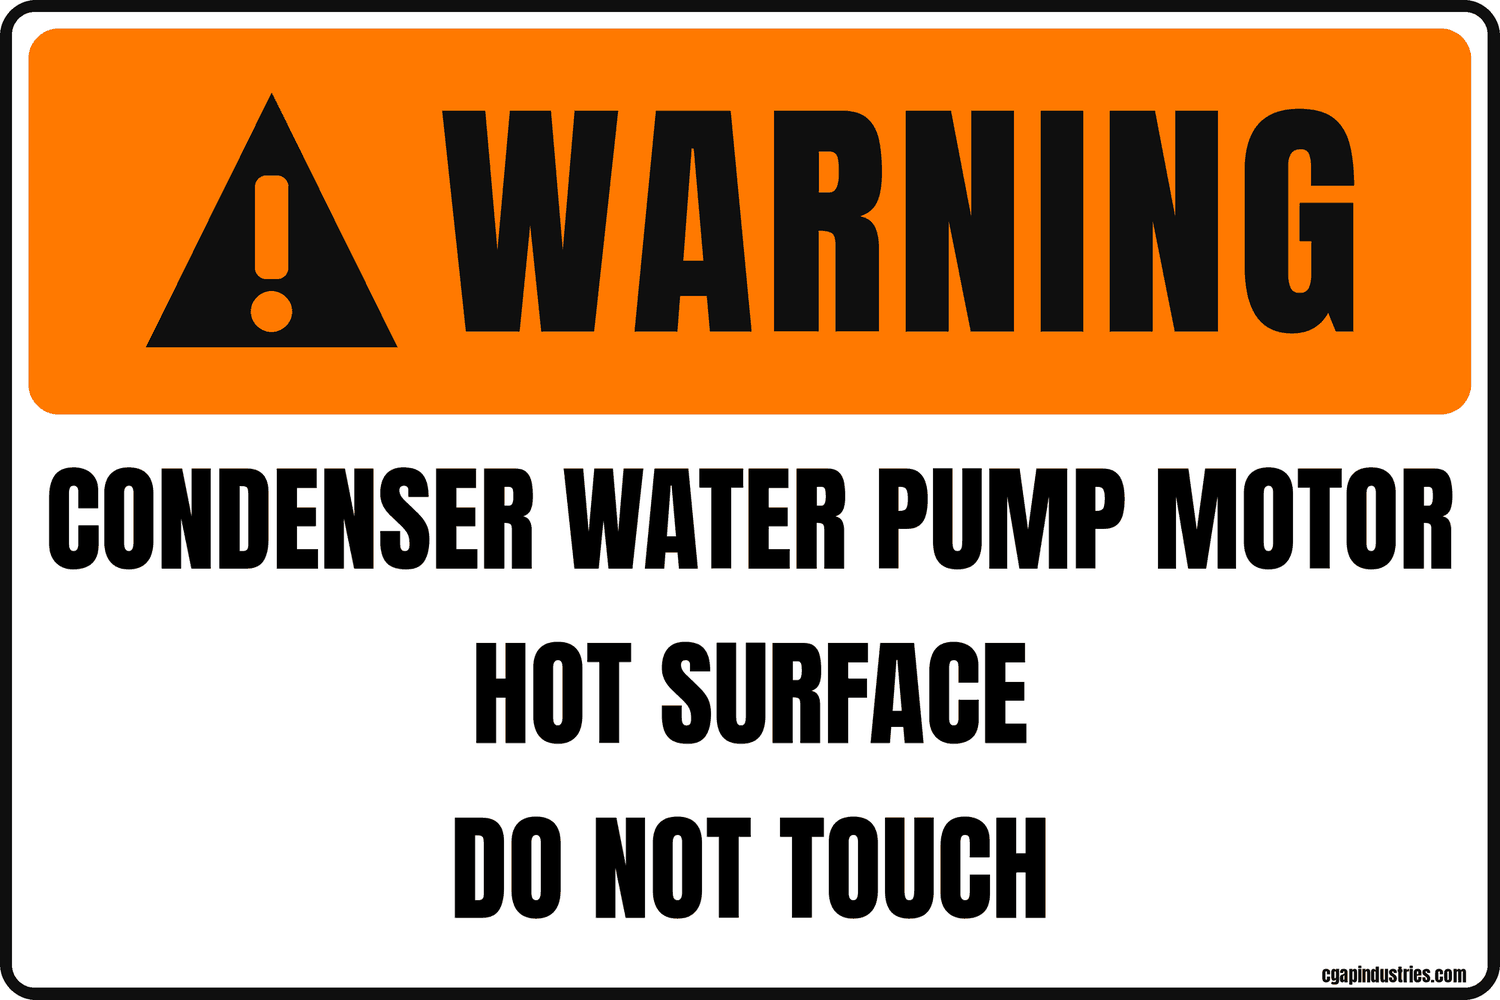 WARNING
CONDENSER WATER PUMP MOTOR
HOT SURFACE
DO NOT TOUCH
cgapindustries.com